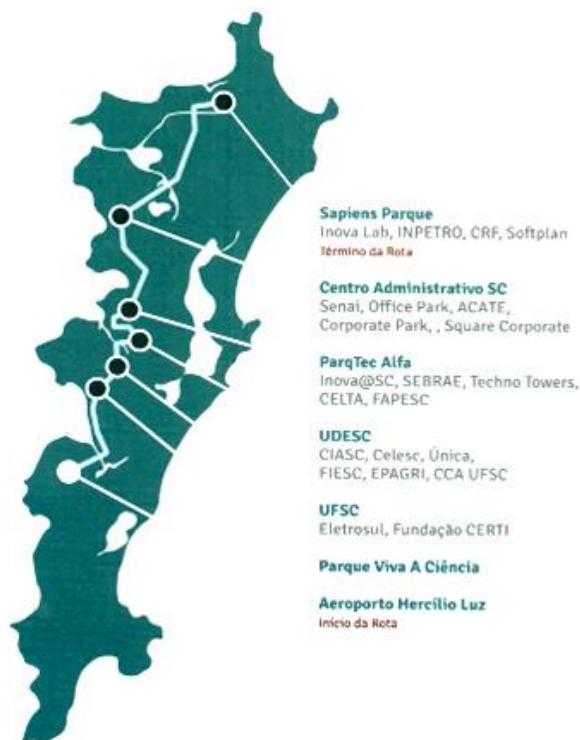 Sapiens Parque
Inova Lab, INPETRO, CRF, Softplan
Término da Rota
Centro Administrativo SC
Senai, Office Park, ACATE,
Corporate Park, , Square Corporate
ParqTec Alfa
Inova@SC, SEBRAE, Techno Towers,
CELTA, FAPESC
UDESC
CIASC, Celesc, Única,
FIESC, EPAGRI, CCA UFSC
UFSC
Eletrosul, Fundação CERTI
Parque Viva A Ciência
Aeroporto Hercílio Luz
Início da Rota